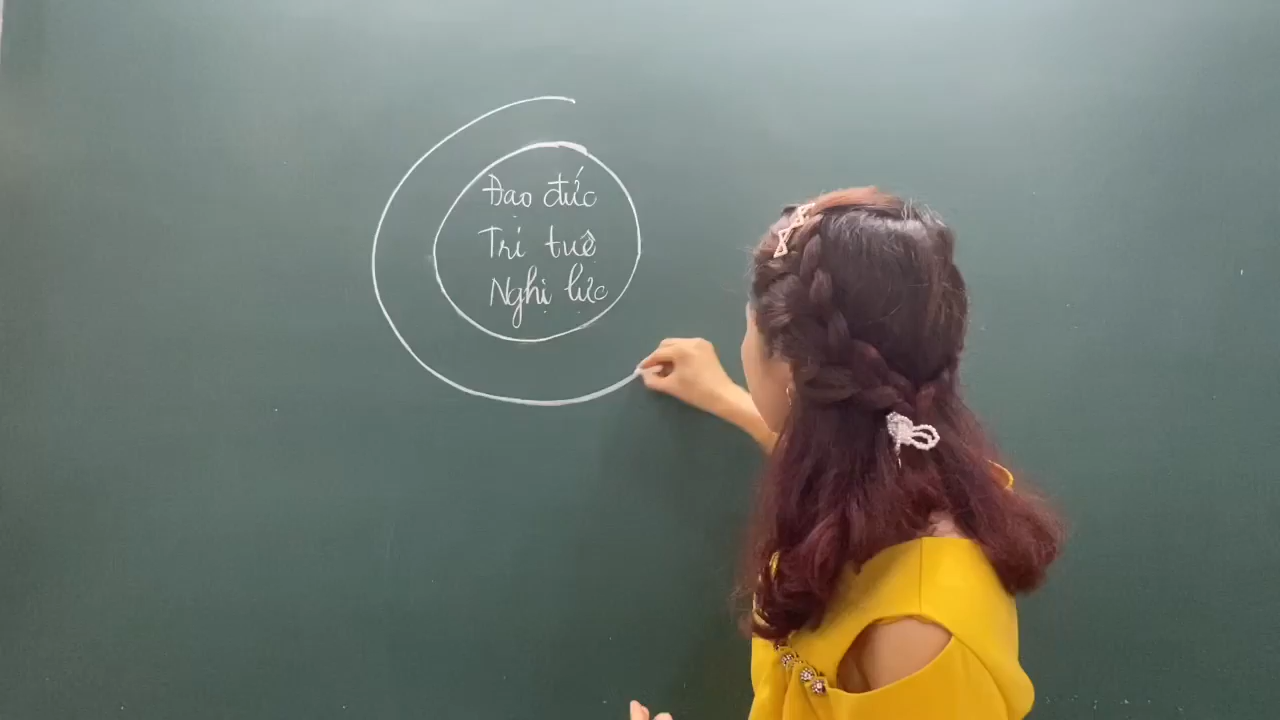 Đạo đức
Trí tuệ
Nghị lực